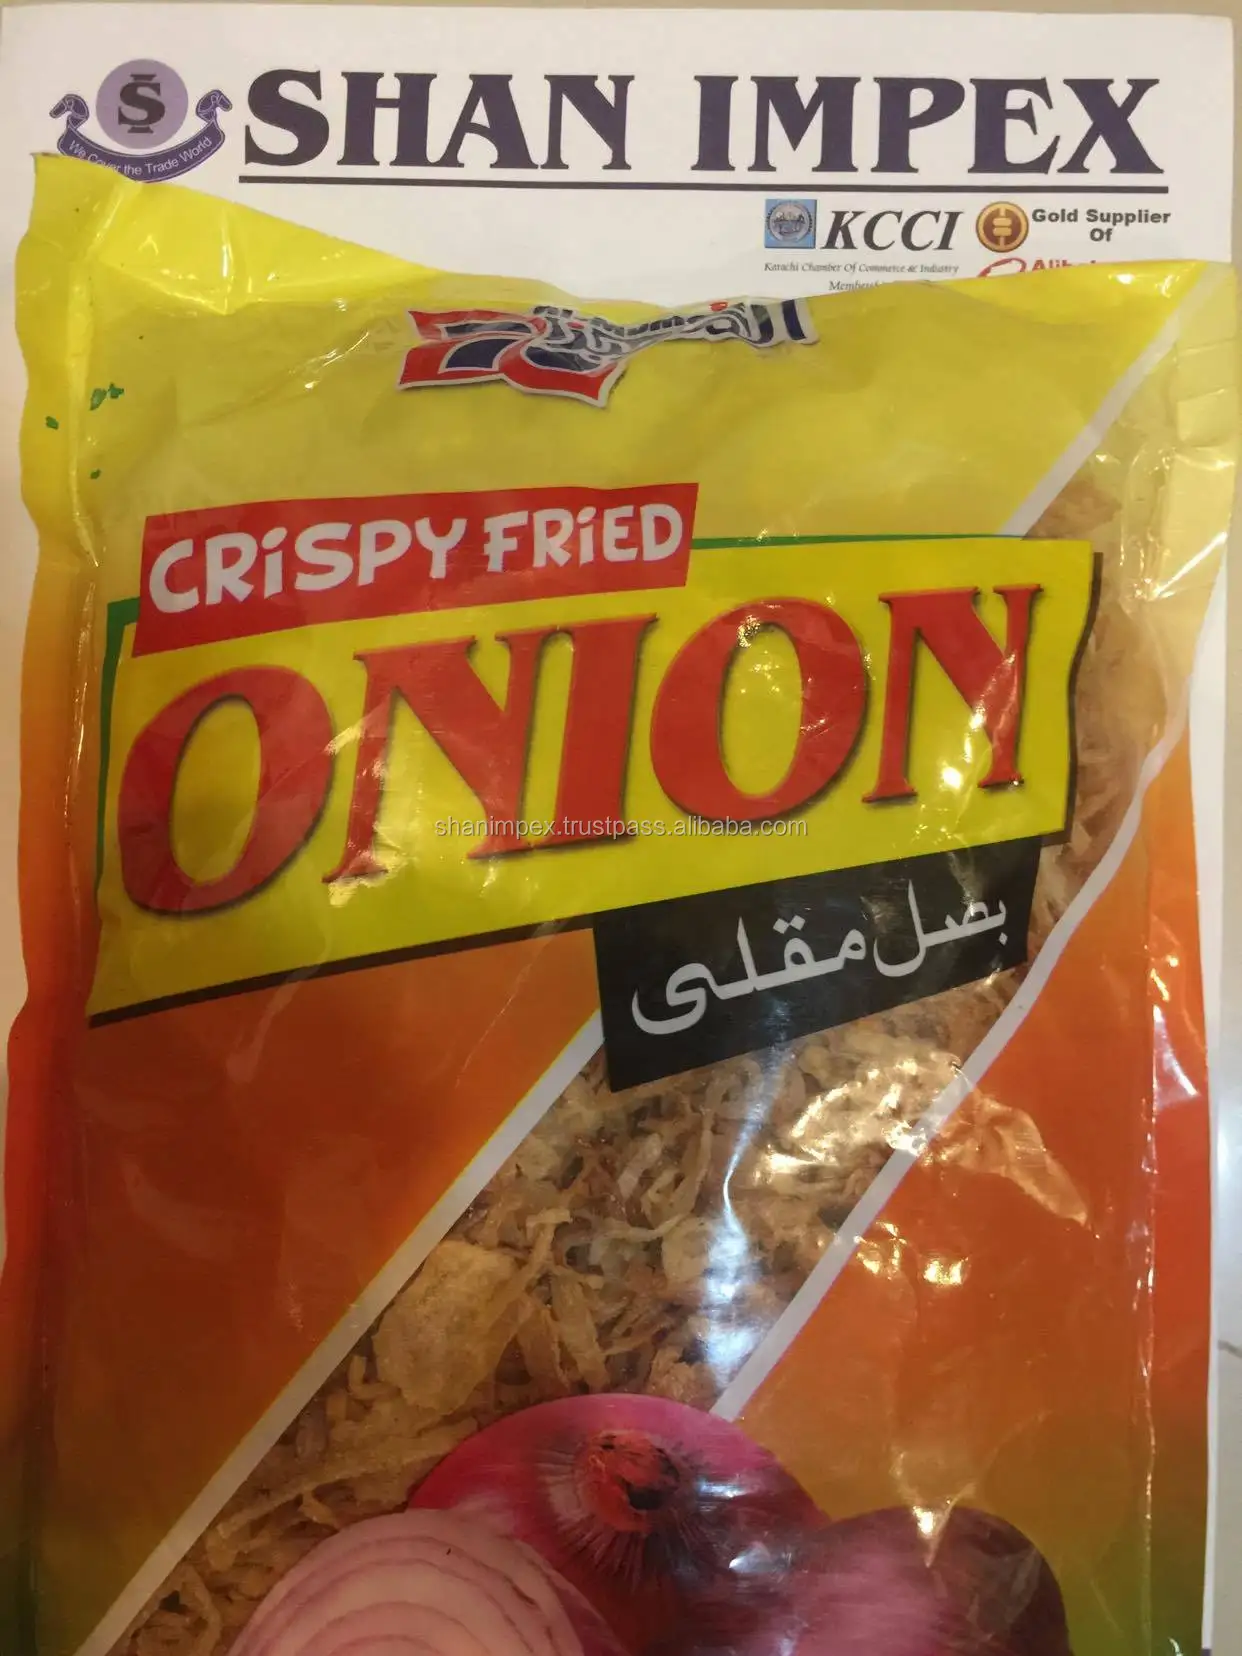 SHAN IMPEX
$
We Cover the Trade World
KCCI
Gold Supplier
Of
Karachi Chamber Of Commerce & Industry
CRiSPY FRiED
ONION
shanimpex.trustpass.alibaba.com
بصل مقلى